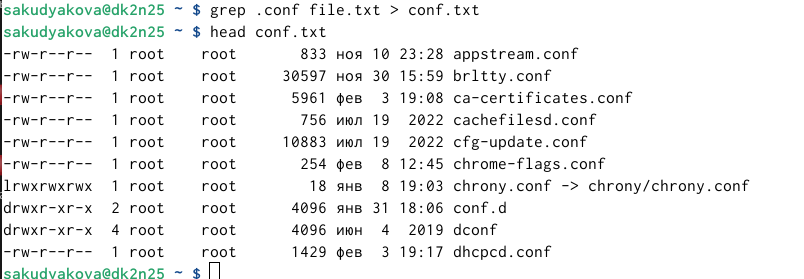 sakudyakova@dk2n25 ~ $ grep .conf file.txt > conf.txt
sakudyakova@dk2n25 ~ $ head conf.txt
-rw-r--r--  1 root    root       833 ноя 10 23:28 appstream.conf
-rw-r--r--  1 root    root     30597 ноя 30 15:59 brltty.conf
-rw-r--r--  1 root    root      5961 фев  3 19:08 ca-certificates.conf
-rw-r--r--  1 root    root       756 июл 19  2022 cachefilesd.conf
-rw-r--r--  1 root    root     10883 июл 19  2022 cfg-update.conf
-rw-r--r--  1 root    root       254 фев  8 12:45 chrome-flags.conf
lrwxrwxrwx  1 root    root        18 янв  8 19:03 chrony.conf -> chrony/chrony.conf
drwxr-xr-x  2 root    root      4096 янв 31 18:06 conf.d
drwxr-xr-x  4 root    root      4096 июн  4  2019 dconf
-rw-r--r--  1 root    root      1429 фев  3 19:17 dhcpcd.conf
sakudyakova@dk2n25 ~ $